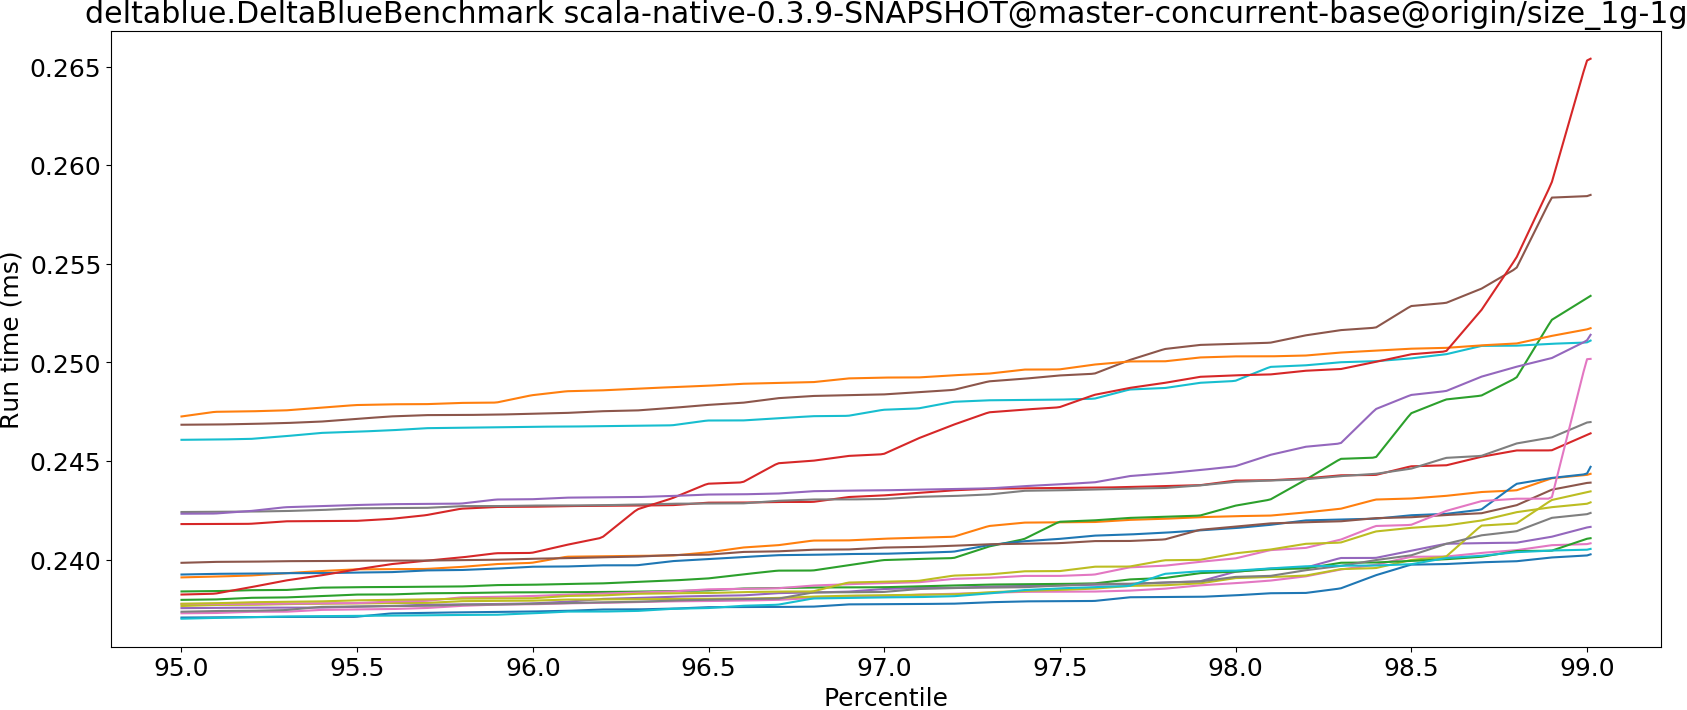 deltablue.DeltaBlueBenchmark scala-native-0.3.9-SNAPSHOT@master-concurrent-base@origin/size_1g-1g
Run time (ms)
0.265
0.260
0.255
0.250
0.245
0.240
95.0 95.5 96.0 96.5 97.0 97.5 98.0 98.5 99.0
Percentile